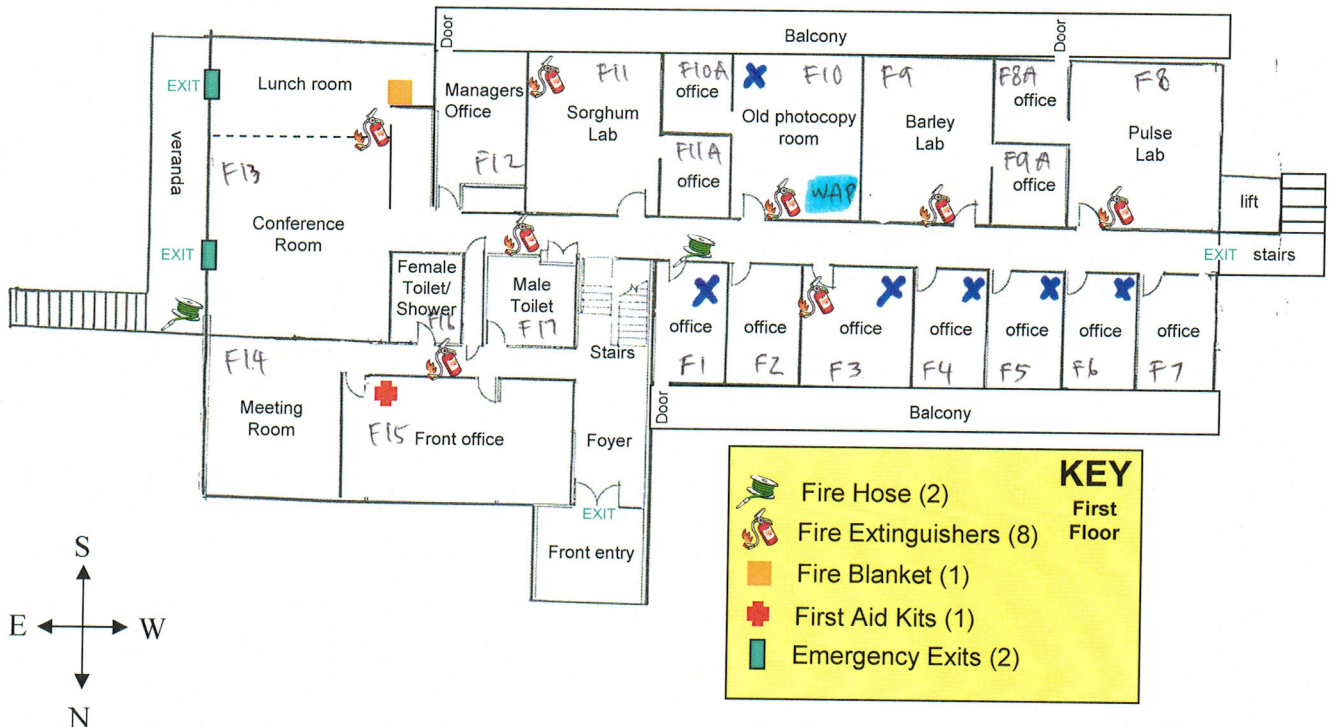 Door
Balcony
Door
EXIT
Lunch room
Managers
Office
F12
F11
Sorghum
Lab
F10A
office
F11A
office
F10
Old photocopy
room
WAP
F9
Barley
Lab
F8A
office
F9A
office
F8
Pulse
Lab
veranda
F13
Conference
Room
EXIT
lift
EXIT
stairs
Female
Toilet/
Shower
F16
Male
Toilet
F17
Stairs
office
F1
office
F2
office
F3
office
F4
office
F5
office
F6
office
F7
F14
Meeting
Room
F15
Front office
Foyer
Door
Balcony
EXIT
Front entry
KEY
First
Floor
Fire Hose (2)
Fire Extinguishers (8)
Fire Blanket (1)
First Aid Kits (1)
Emergency Exits (2)
S
E
W
N